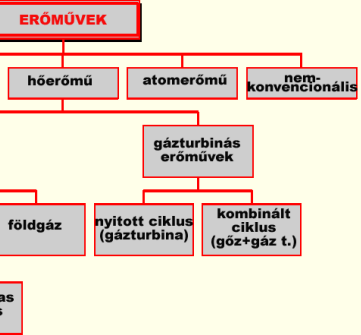 ERŐMŰVEK
hőerőmű
atomerőmű
nem-
konvencionális
gázturbinás
erőművek
földgáz
nyitott ciklus
(gázturbina)
kombinált
ciklus
(gőz+gáz t.)